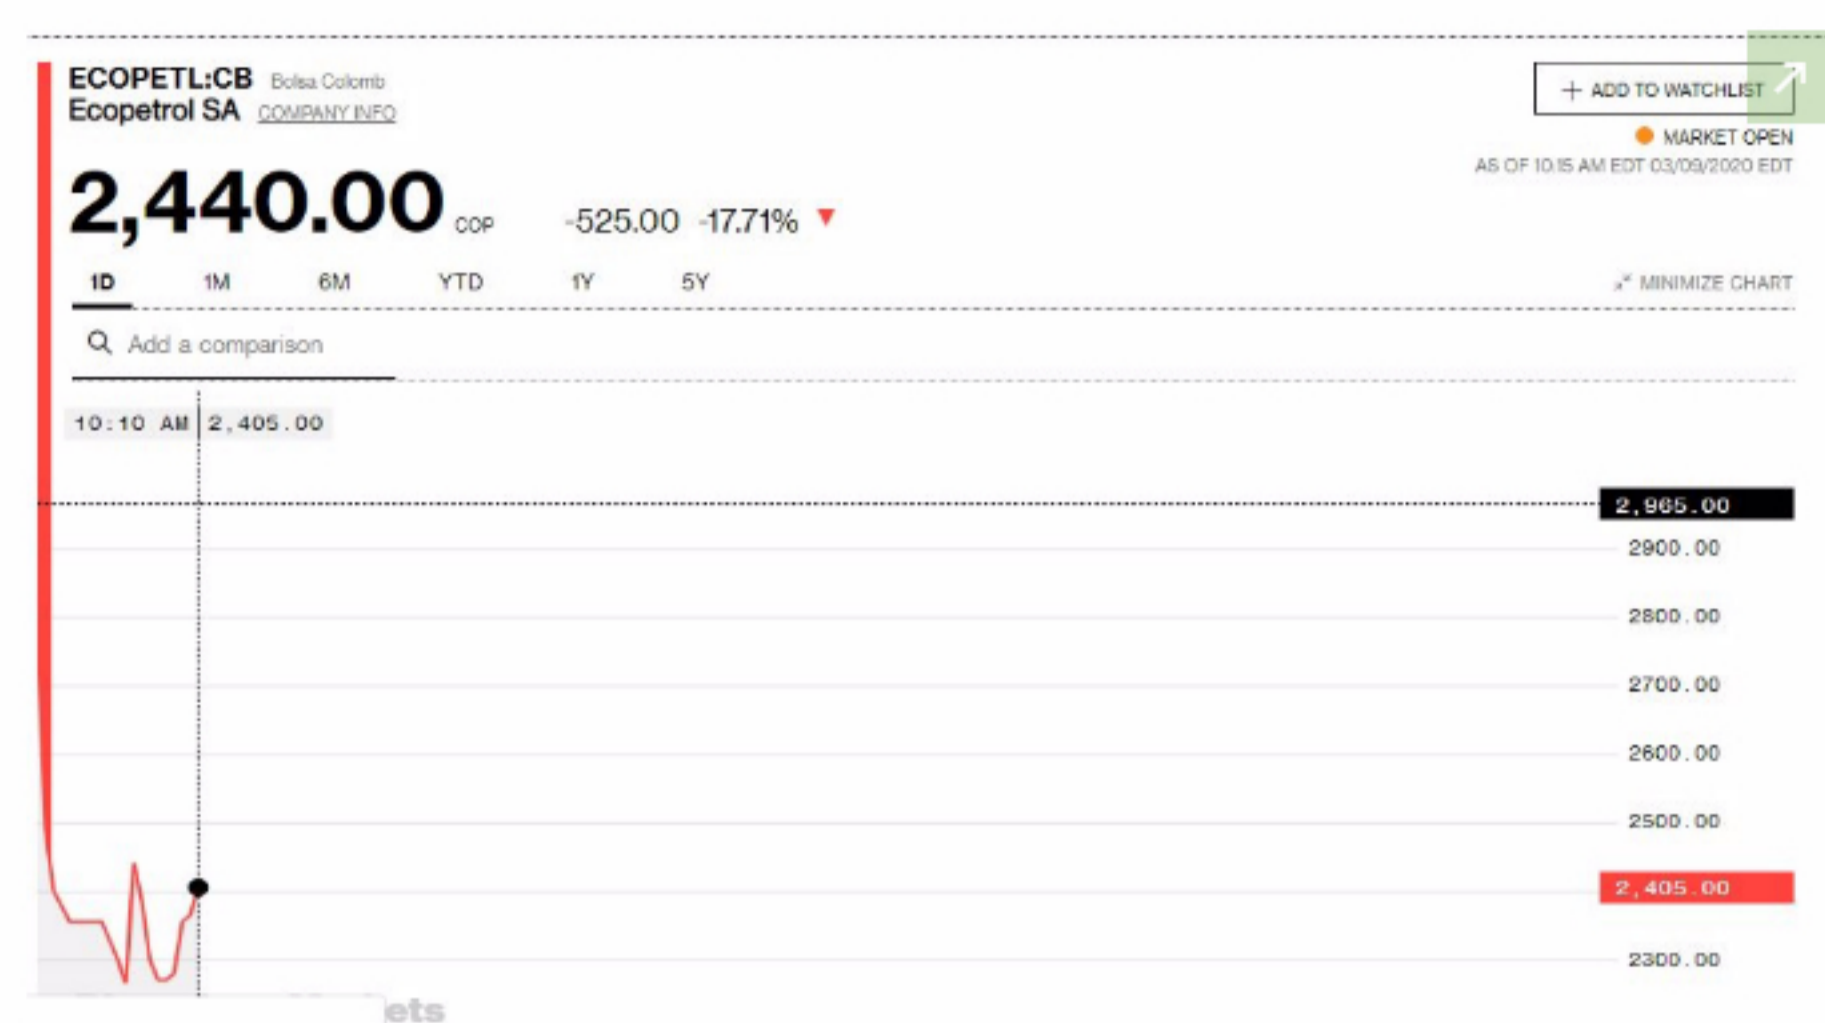 ECOPETL:CB Bolsa Colomb
Ecopetrol SA COMPANY INFO
+ ADD TO WATCHLIST
MARKET OPEN
AS OF 10:15 AM EDT 03/09/2020 EDT
2,440.00 COP -525.00 -17.71%
1D 1M 6M YTD 1Y 5Y
MINIMIZE CHART
Add a comparison
10:10 AM 2,405.00
2,965.00
2900.00
2800.00
2700.00
2600.00
2500.00
2,405.00
2300.00